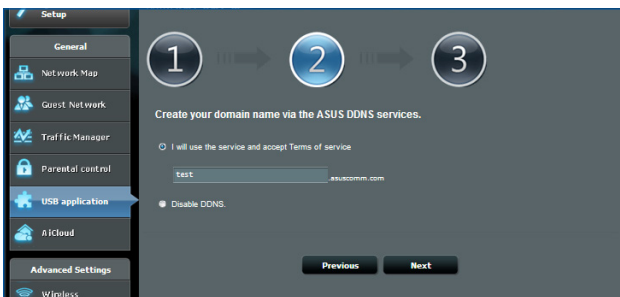 Setup
General
Network Map
Guest Network
Traffic Manager
Parental control
USB application
AiCloud
Advanced Settings
Wireless
1
2
3
Create your domain name via the ASUS DDNS services.
I will use the service and accept Terms of service
test .asuscomm.com
Disable DDNS.
Previous Next